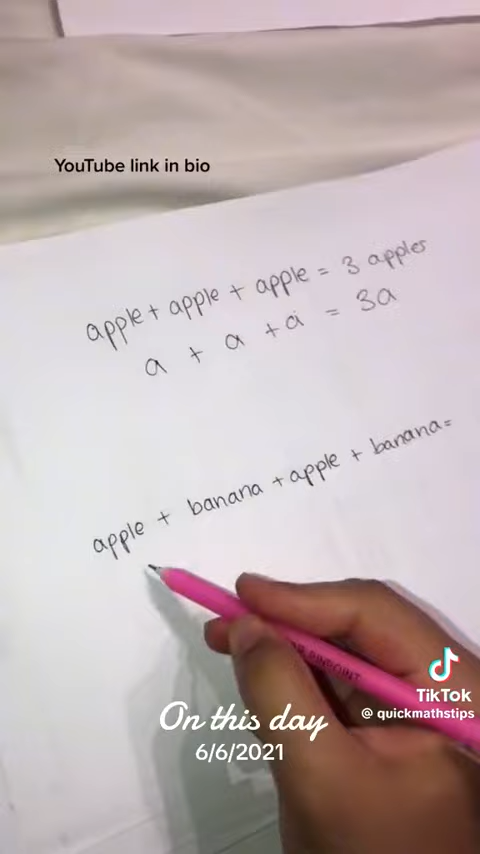 YouTube link in bio
apple + apple + apple = 3 apples
a + a + a = 3a
apple + banana + apple + banana =
PINPOINT
On this day
6/6/2021
TikTok
@ quickmathstips